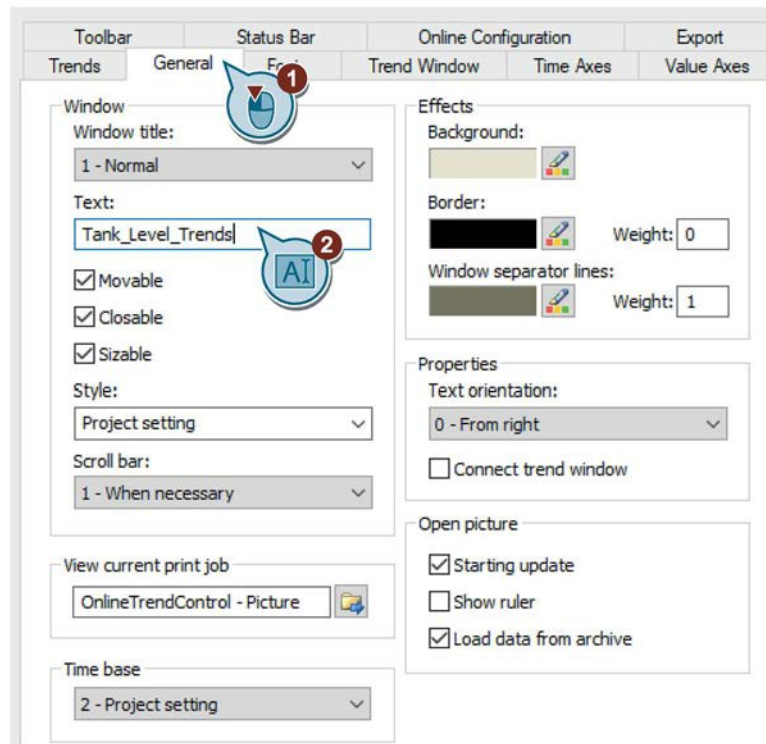 Toolbar Status Bar Online Configuration Export
Trends General Trend Window Time Axes Value Axes
1
Window
Window title:
1 - Normal
Text:
Tank_Level_Trends
2
AI
Movable
Closable
Sizable
Style:
Project setting
Scroll bar:
1 - When necessary
View current print job
OnlineTrendControl - Picture
Time base
2 - Project setting
Effects
Background:
Border:
Weight: 0
Window separator lines:
Weight: 1
Properties
Text orientation:
0 - From right
Connect trend window
Open picture
Starting update
Show ruler
Load data from archive